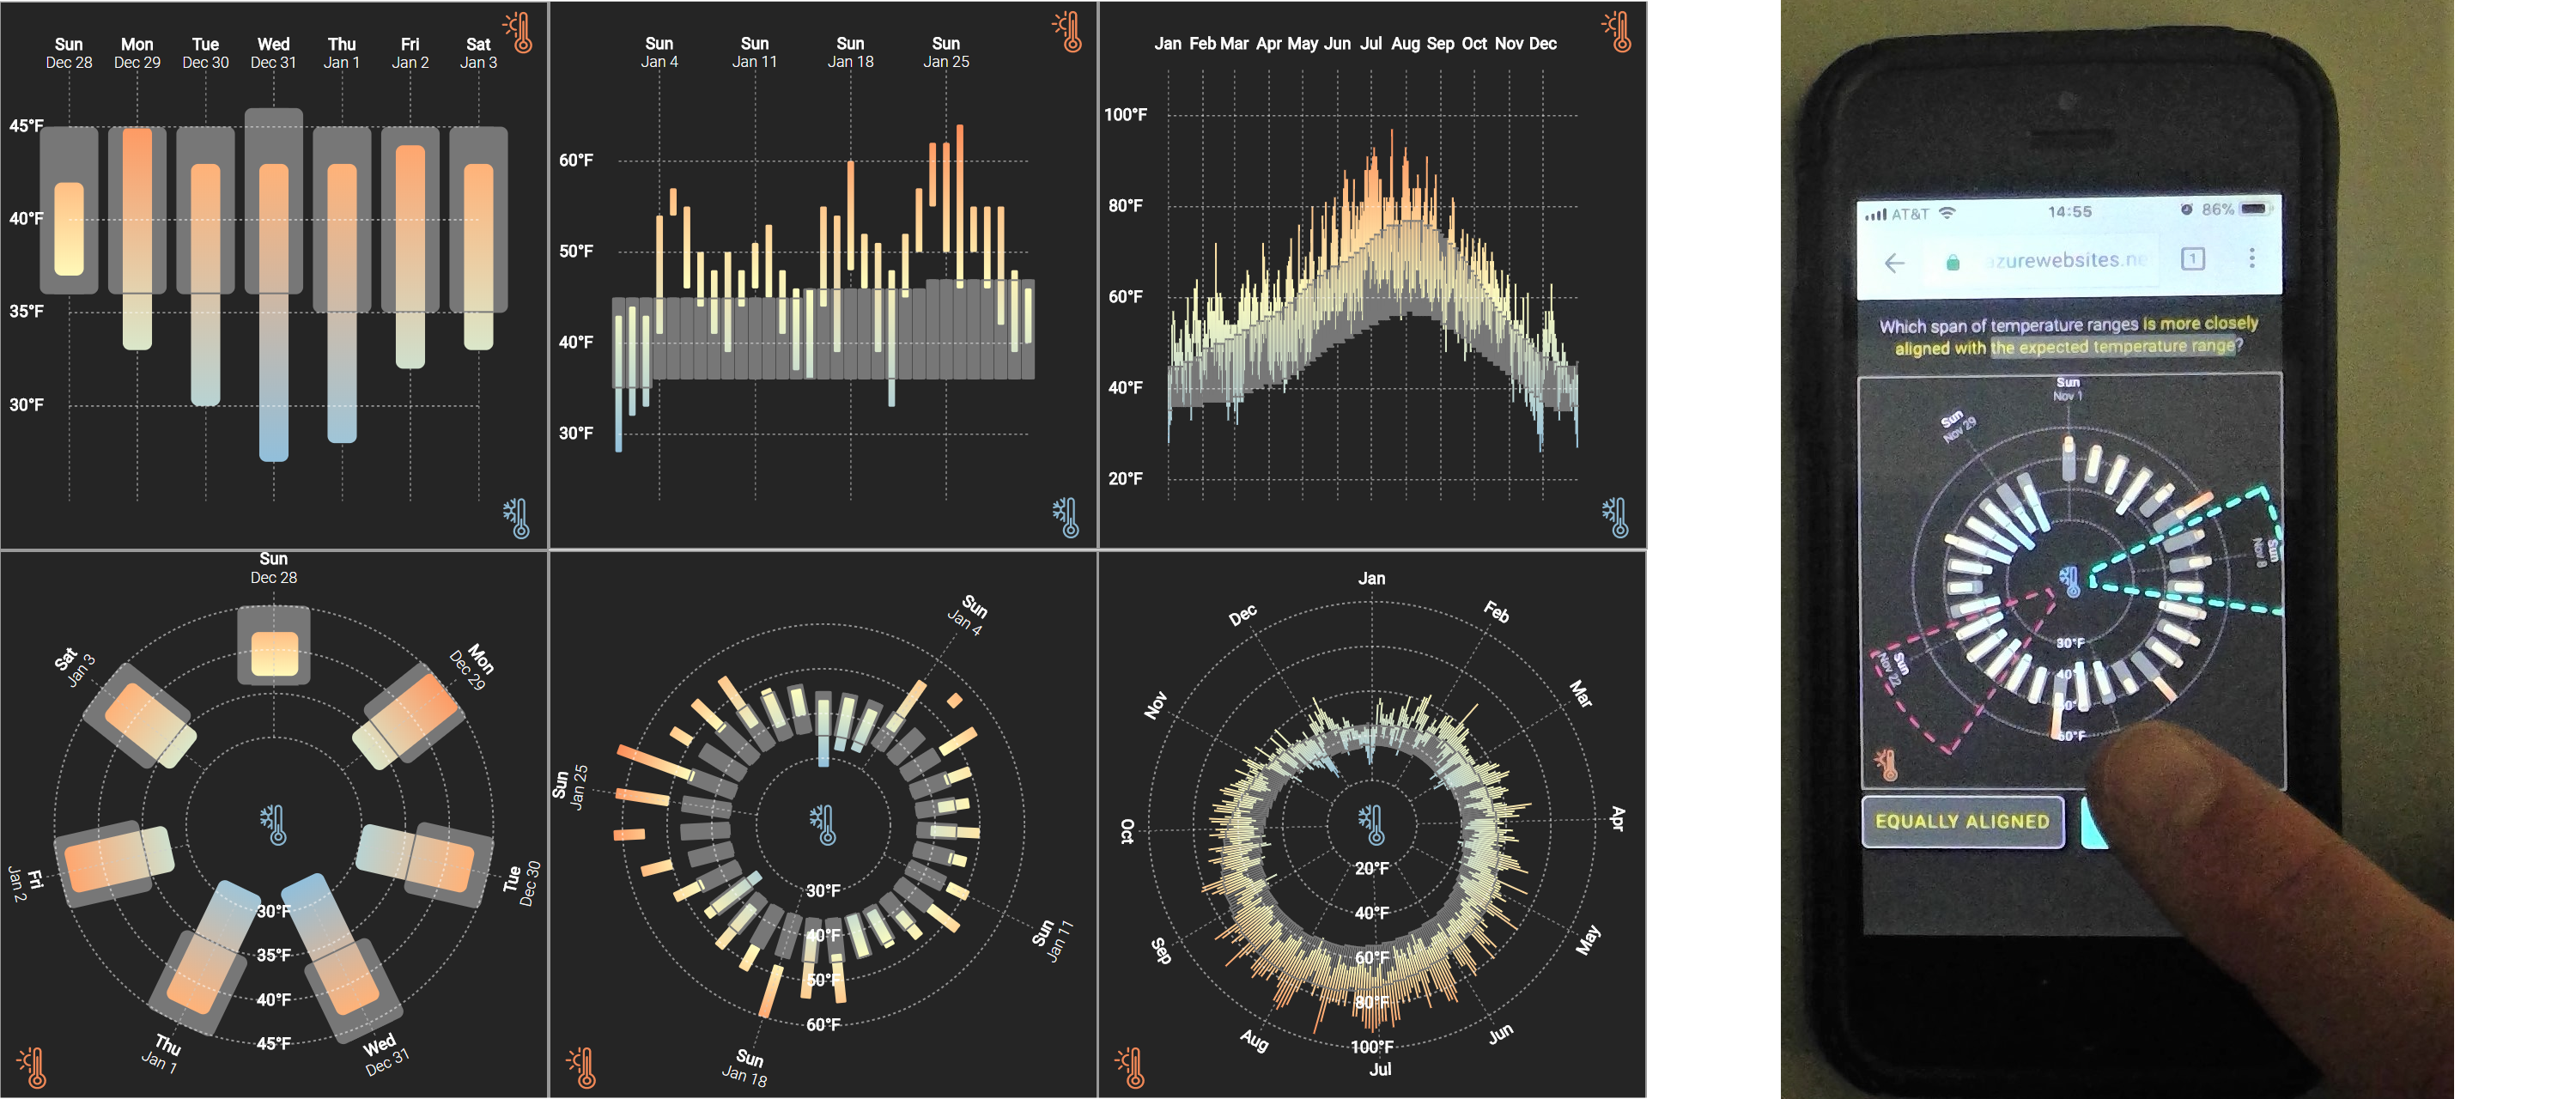 Sun Mon Tue Wed Thu Fri Sat
Dec 28 Dec 29 Dec 30 Dec 31 Jan 1 Jan 2 Jan 3
45°F
40°F
35°F
30°F
Sun Sun Sun Sun
Jan 4 Jan 11 Jan 18 Jan 25
60°F
50°F
40°F
30°F
Jan Feb Mar Apr May Jun Jul Aug Sep Oct Nov Dec
100°F
80°F
60°F
40°F
20°F
Sun
Dec 28
Mon
Dec 29
Tue
Dec 30
Wed
Dec 31
Thu
Jan 1
Fri
Jan 2
Sat
Jan 3
30°F
35°F
40°F
45°F
Sun
Jan 4
Sun
Jan 11
Sun
Jan 18
Sun
Jan 25
30°F
40°F
50°F
60°F
Jan
Feb
Mar
Apr
May
Jun
Jul
Aug
Sep
Oct
Nov
Dec
20°F
40°F
60°F
80°F
100°F
AT&T 14:55 86%
azurewebsites.ne 1
Which span of temperature ranges is more closely
aligned with the expected temperature range?
Sun
Nov 1
Sun
Nov 29
Sun
Nov 8
Sun
Nov 22
30°F
60°F
EQUALLY ALIGNED